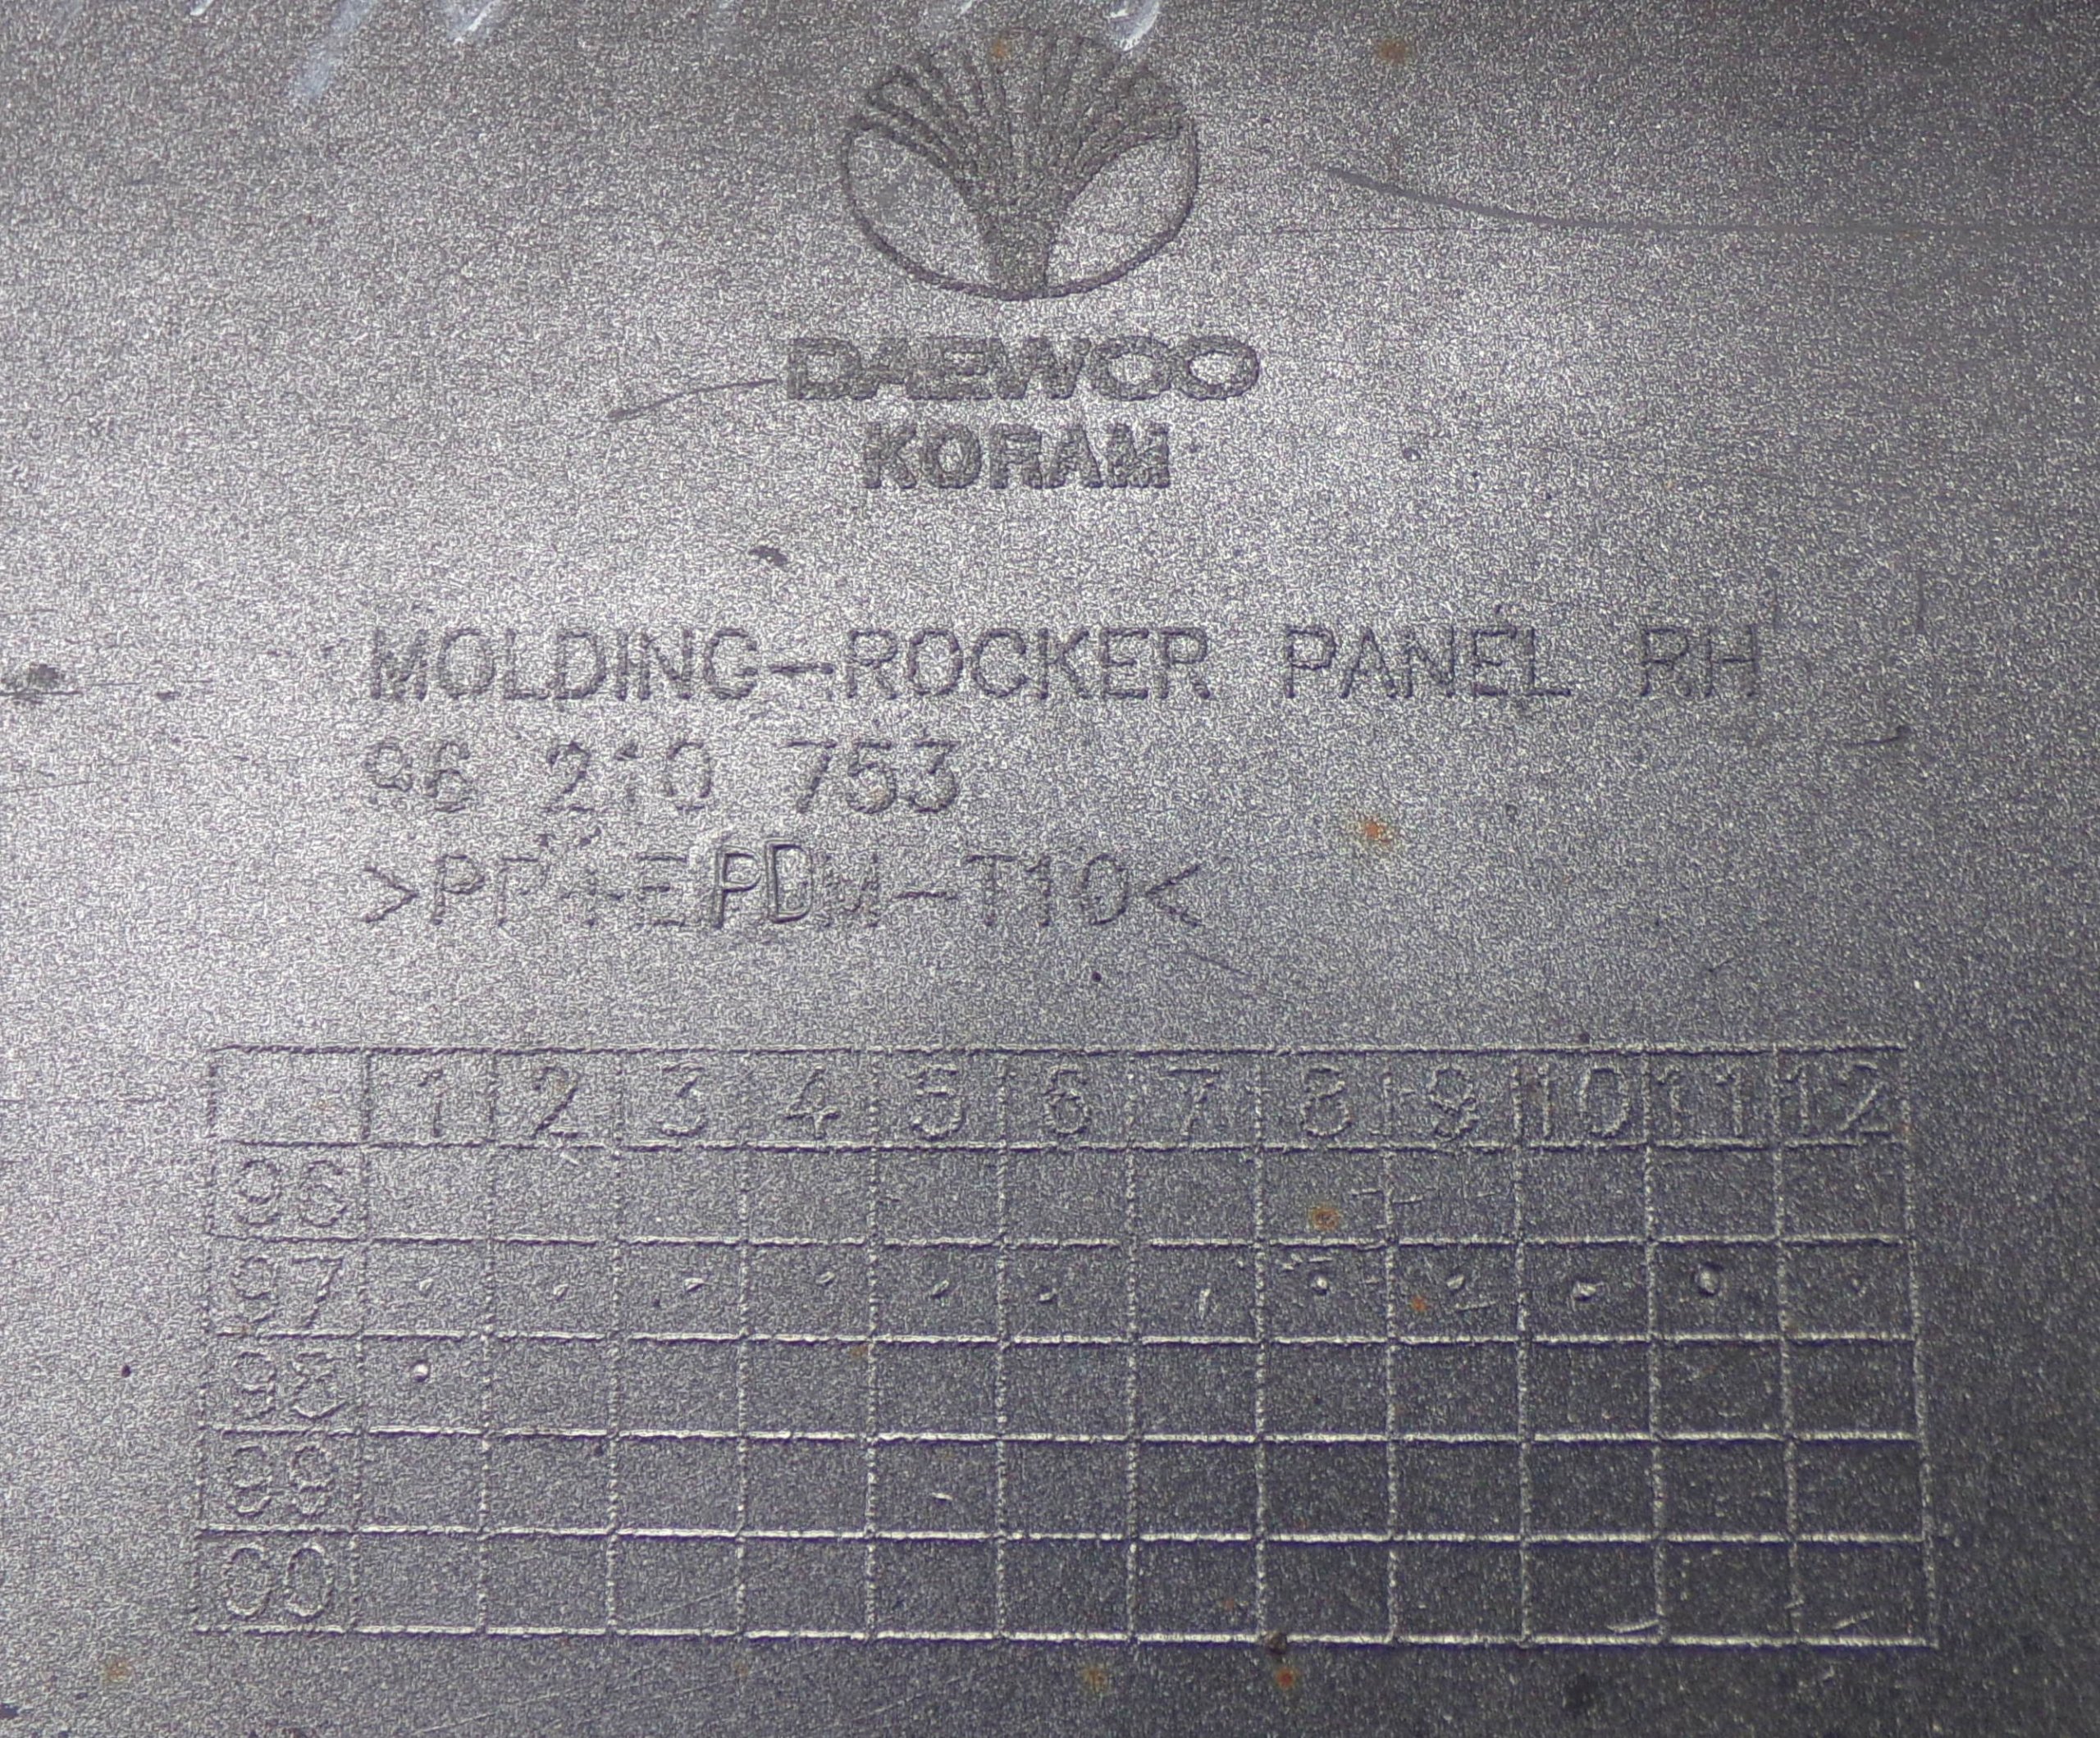 DAEWOO
KORAM
MOLDING-ROCKER PANEL RH
96 210 753
>PP+EPDM-T10<
1 2 3 4 5 6 7 8 9 10 11 12
96
97
98
99
00